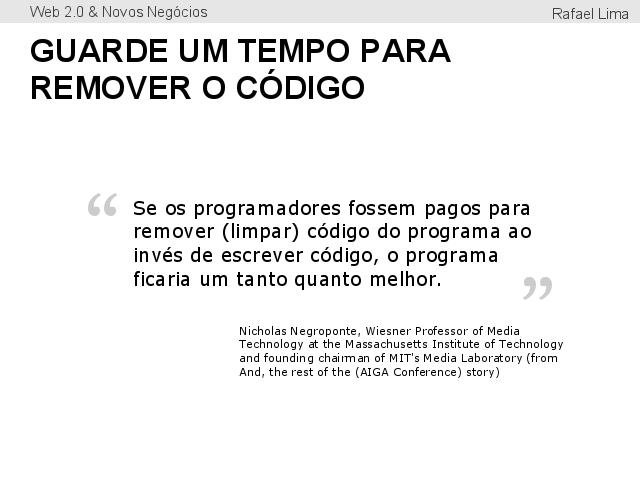 Web 2.0 & Novos Negócios
Rafael Lima
GUARDE UM TEMPO PARA
REMOVER O CÓDIGO
“
Se os programadores fossem pagos para
remover (limpar) código do programa ao
invés de escrever código, o programa
ficaria um tanto quanto melhor.
”
Nicholas Negroponte, Wiesner Professor of Media
Technology at the Massachusetts Institute of Technology
and founding chairman of MIT's Media Laboratory (from
And, the rest of the (AIGA Conference) story)